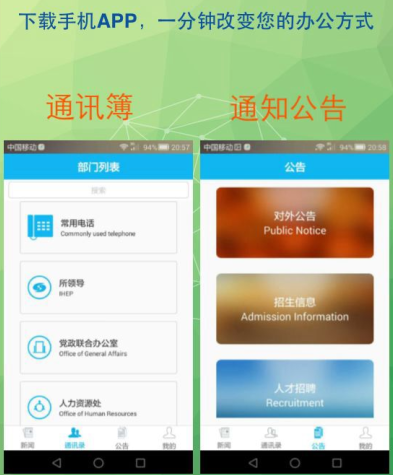 下载手机APP，一分钟改变您的办公方式
通讯簿
通知公告
中国移动 94% 20:57
部门列表
搜索
常用电话
Commonly used telephone
所领导
IHEP
党政联合办公室
Office of General Affairs
人力资源处
Office of Human Resources
新闻 通讯录 公告 我的
中国移动 94% 20:58
公告
对外公告
Public Notice
招生信息
Admission Information
人才招聘
Recruitment
新闻 通讯录 公告 我的